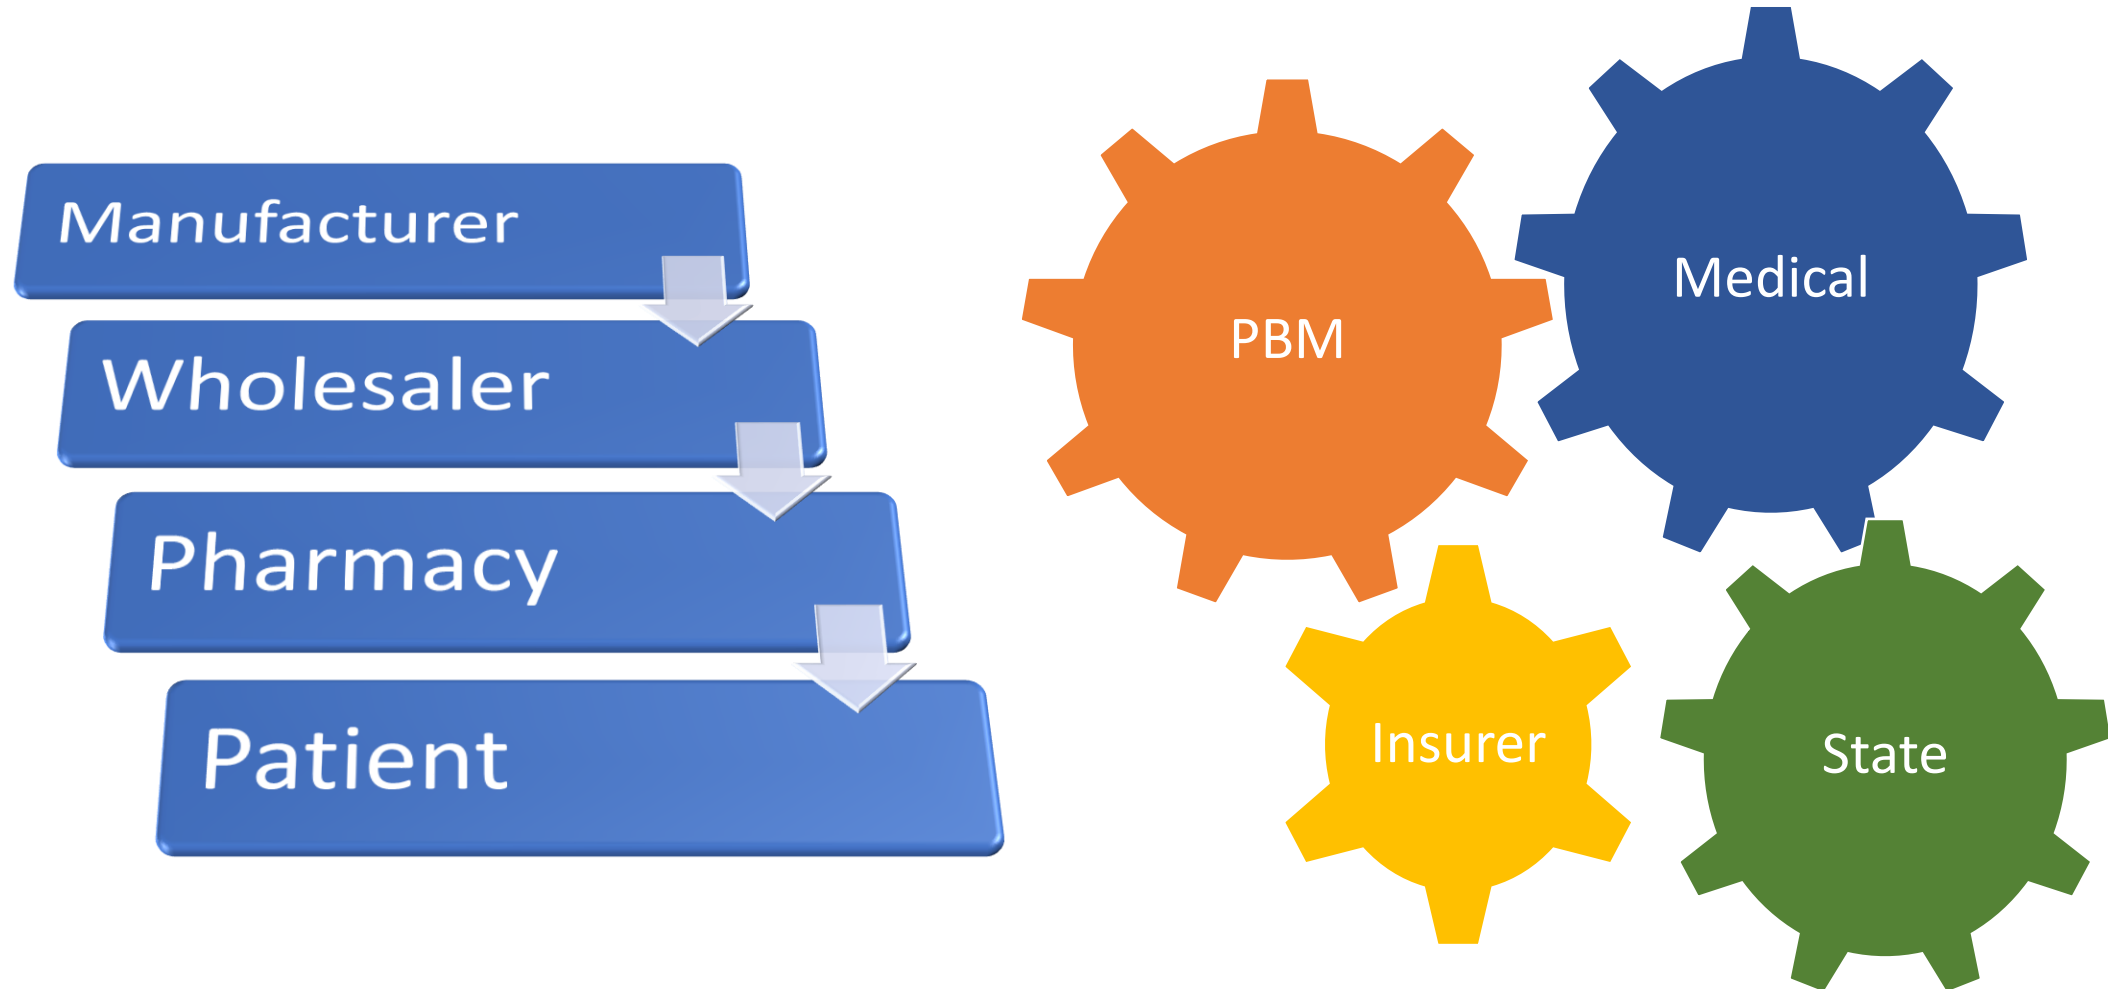 Manufacturer
Wholesaler
Pharmacy
Patient
PBM
Medical
Insurer
State